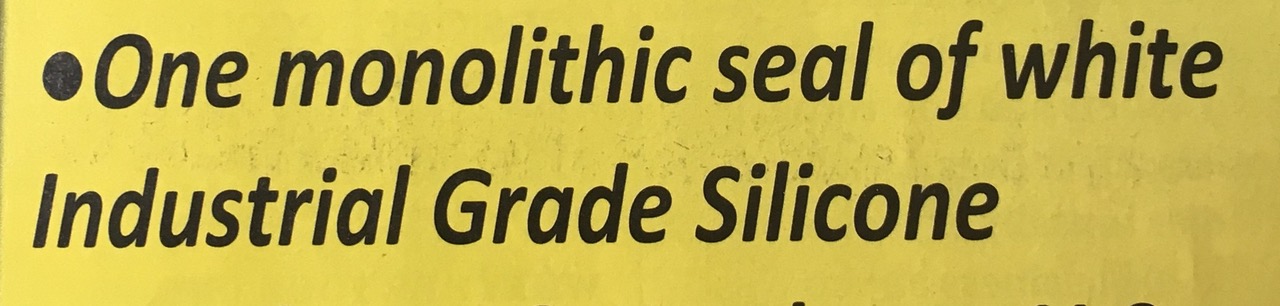 ●One monolithic seal of white
Industrial Grade Silicone